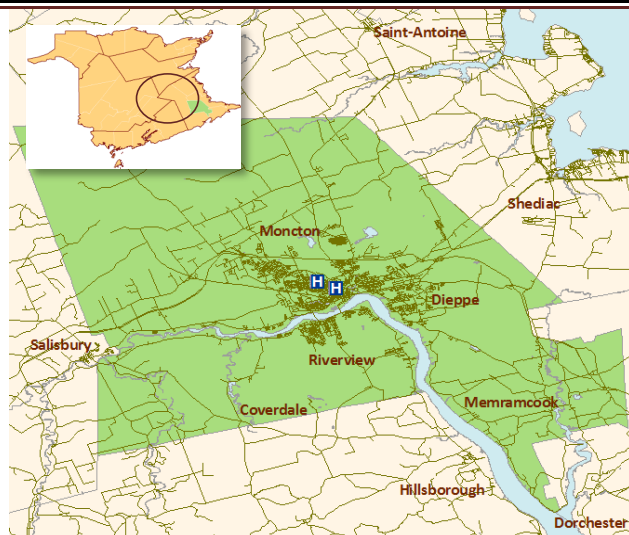 Saint-Antoine
Shediac
Moncton
H
H
Dieppe
Salisbury
Riverview
Memramcook
Coverdale
Hillsborough
Dorchester